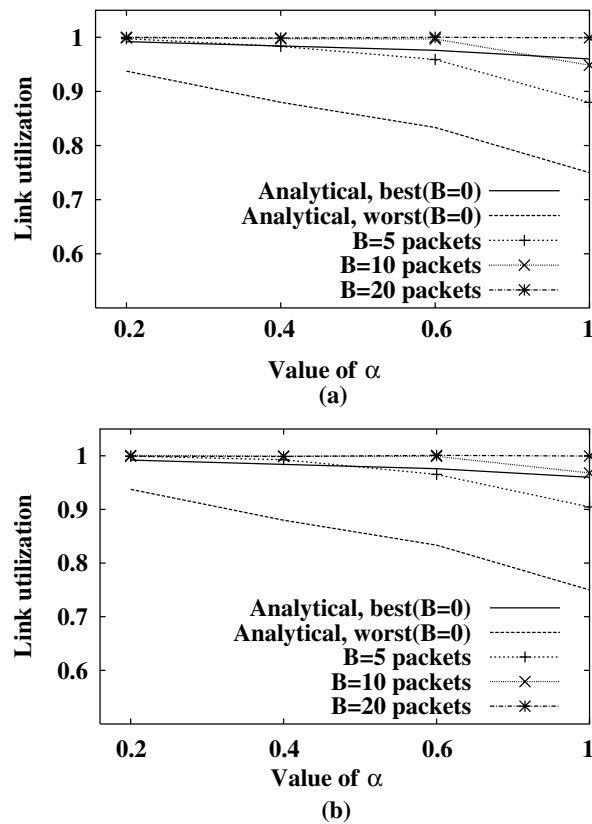 1
0.9
0.8
0.7
0.6
Link utilization
Analytical, best(B=0)
Analytical, worst(B=0)
B=5 packets
B=10 packets
B=20 packets
0.2 0.4 0.6 1
Value of α
(a)
1
0.9
0.8
0.7
0.6
Link utilization
Analytical, best(B=0)
Analytical, worst(B=0)
B=5 packets
B=10 packets
B=20 packets
0.2 0.4 0.6 1
Value of α
(b)